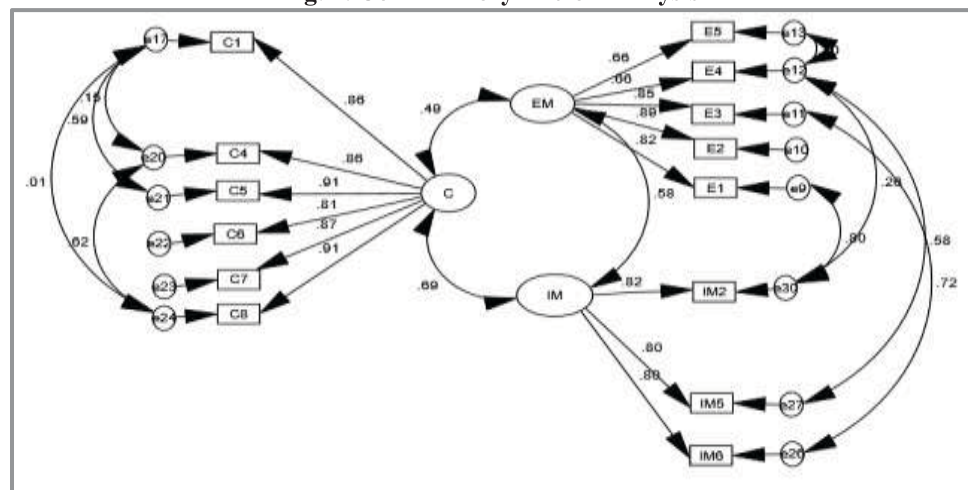 e17
C1
E5
e13
.66
E4
e12
.66
.15
.86
.49
EM
.85
E3
e11
.59
.89
E2
e10
.82
e20
C4
.86
E1
e9
.01
e21
C5
.91
C
.58
.28
.81
e22
C6
.87
.80
.58
.62
.91
e23
C7
.69
IM
.82
IM2
e30
.72
e24
C8
.80
IM5
e27
IM6